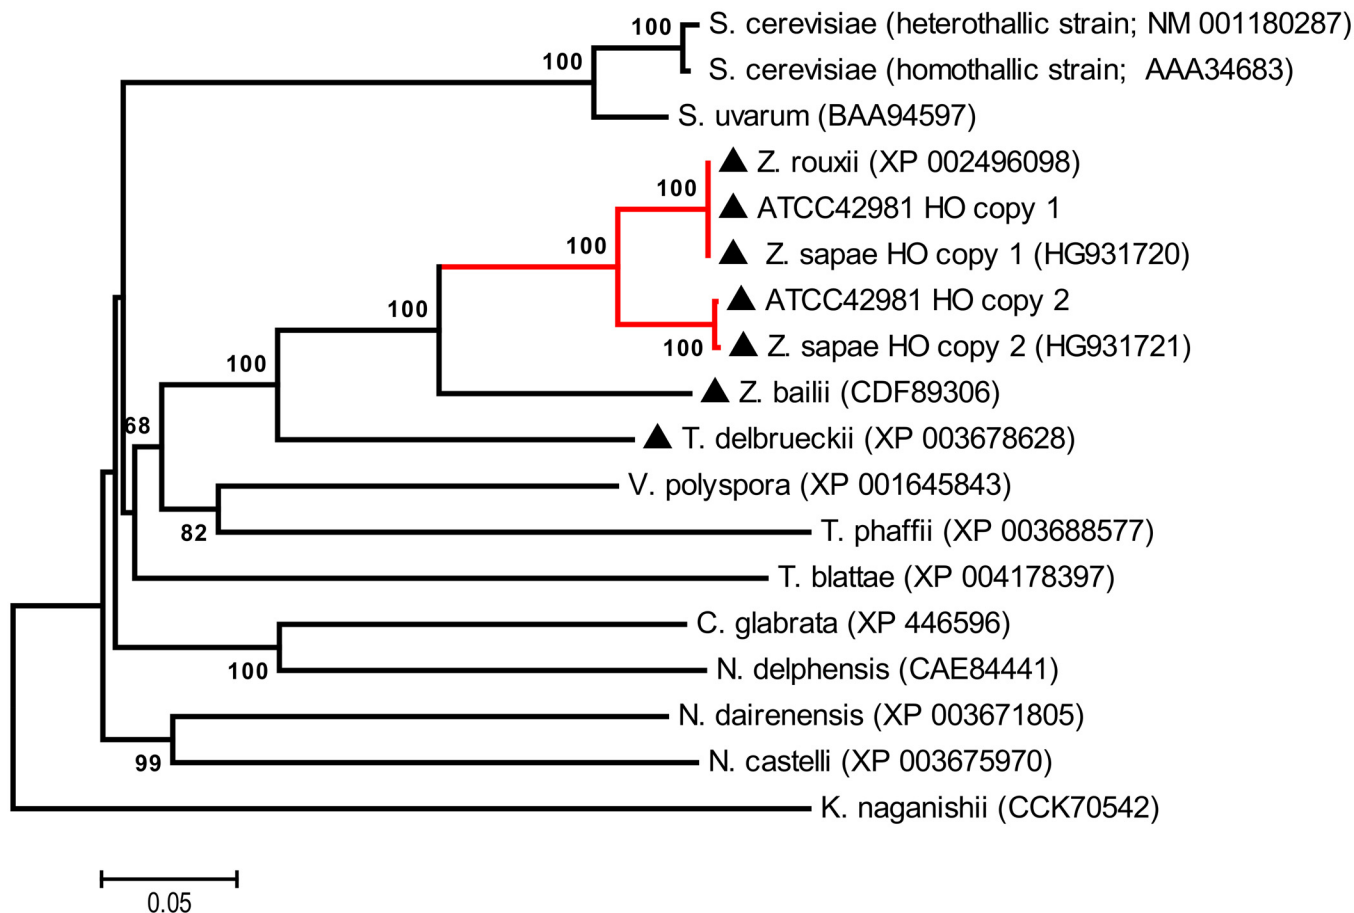 100
S. cerevisiae (heterothallic strain; NM 001180287)
100
S. cerevisiae (homothallic strain; AAA34683)
S. uvarum (BAA94597)
Z. rouxii (XP 002496098)
100
ATCC42981 HO copy 1
100
Z. sapae HO copy 1 (HG931720)
100
ATCC42981 HO copy 2
100
Z. sapae HO copy 2 (HG931721)
100
Z. bailii (CDF89306)
68
T. delbrueckii (XP 003678628)
V. polyspora (XP 001645843)
82
T. phaffii (XP 003688577)
T. blattae (XP 004178397)
C. glabrata (XP 446596)
100
N. delphensis (CAE84441)
N. dairenensis (XP 003671805)
99
N. castelli (XP 003675970)
K. naganishii (CCK70542)
0.05